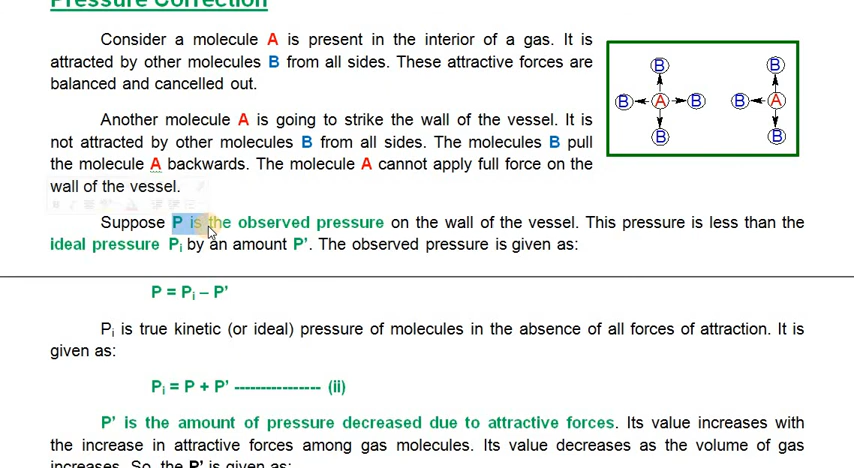 Pressure Correction
Consider a molecule A is present in the interior of a gas. It is
attracted by other molecules B from all sides. These attractive forces are
balanced and cancelled out.
B B
B A B B A
B B
Another molecule A is going to strike the wall of the vessel. It is
not attracted by other molecules B from all sides. The molecules B pull
the molecule A backwards. The molecule A cannot apply full force on the
wall of the vessel.
Suppose P is the observed pressure on the wall of the vessel. This pressure is less than the
ideal pressure Pᵢ by an amount P’. The observed pressure is given as:
P = Pᵢ – P’
Pᵢ is true kinetic (or ideal) pressure of molecules in the absence of all forces of attraction. It is
given as:
Pᵢ = P + P’ ---------------- (ii)
P’ is the amount of pressure decreased due to attractive forces. Its value increases with
the increase in attractive forces among gas molecules. Its value decreases as the volume of gas
increases. So, the P’ is given as: